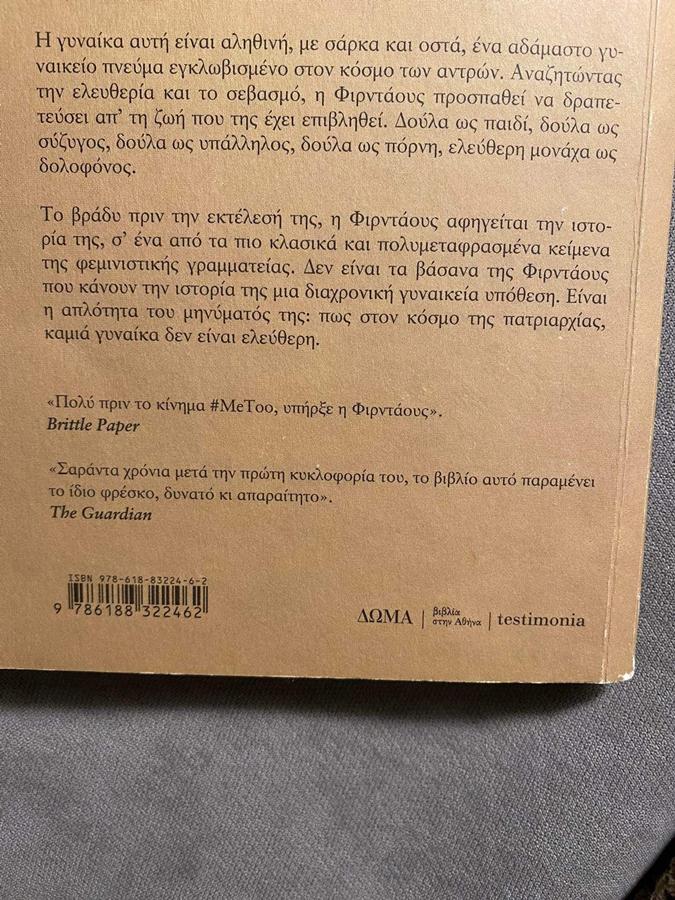 Η γυναίκα αυτή είναι αληθινή, με σάρκα και οστά, ένα αδάμαστο γυ-
ναικείο πνεύμα εγκλωβισμένο στον κόσμο των αντρών. Αναζητώντας
την ελευθερία και το σεβασμό, η Φιρντάους προσπαθεί να δραπε-
τεύσει απ’ τη ζωή που της έχει επιβληθεί. Δούλα ως παιδί, δούλα ως
σύζυγος, δούλα ως υπάλληλος, δούλα ως πόρνη, ελεύθερη μονάχα ως
δολοφόνος.
Το βράδυ πριν την εκτέλεσή της, η Φιρντάους αφηγείται την ιστο-
ρία της, σ’ ένα από τα πιο κλασικά και πολυμεταφρασμένα κείμενα
της φεμινιστικής γραμματείας. Δεν είναι τα βάσανα της Φιρντάους
που κάνουν την ιστορία της μια διαχρονική γυναικεία υπόθεση. Είναι
η απλότητα του μηνύματός της: πως στον κόσμο της πατριαρχίας,
καμιά γυναίκα δεν είναι ελεύθερη.
«Πολύ πριν το κίνημα #MeToo, υπήρξε η Φιρντάους».
Brittle Paper
«Σαράντα χρόνια μετά την πρώτη κυκλοφορία του, το βιβλίο αυτό παραμένει
το ίδιο φρέσκο, δυνατό κι απαραίτητο».
The Guardian
ISBN 978-618-83224-6-2
9 786188 322462
ΔΩΜΑ | βιβλία στην Αθήνα | testimonia